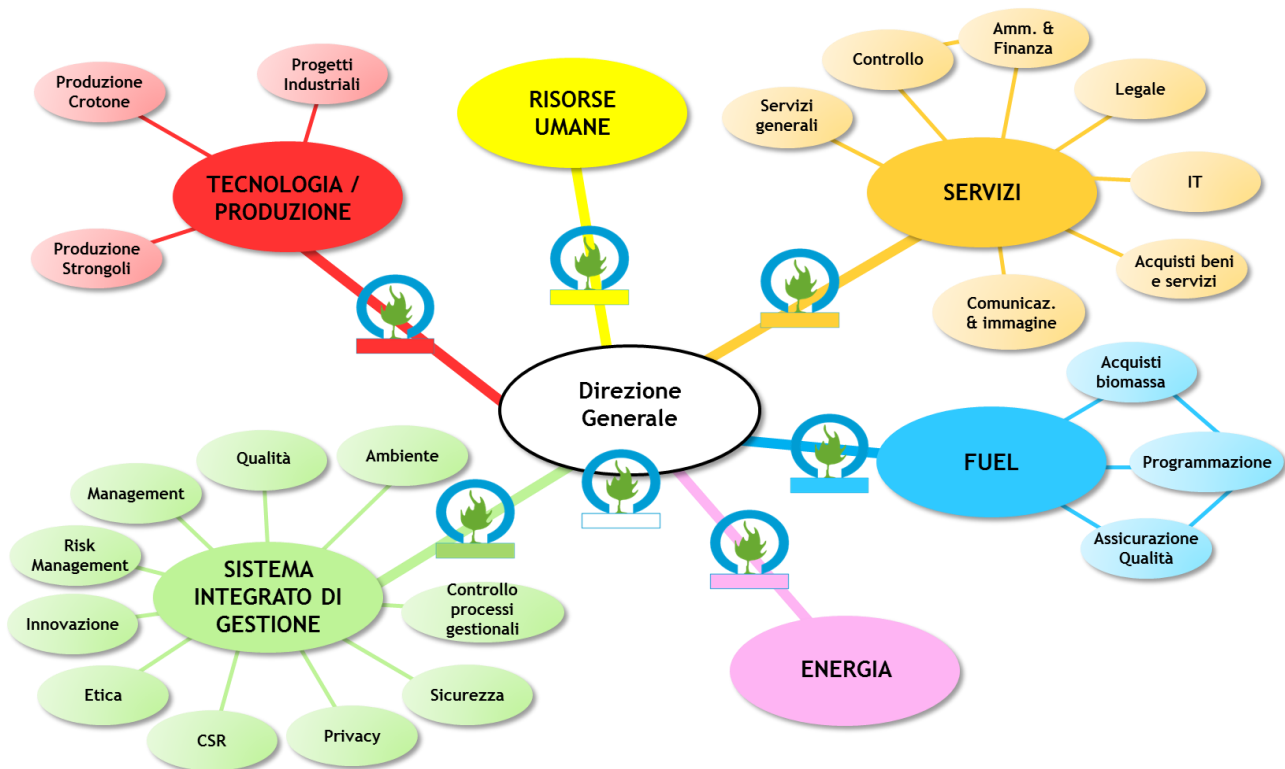 Produzione
Crotone
Progetti
Industriali
TECNOLOGIA /
PRODUZIONE
Produzione
Strongoli
RISORSE
UMANE
Controllo
Amm. &
Finanza
Servizi
generali
Legale
SERVIZI
IT
Acquisti beni
e servizi
Comunicaz.
& immagine
Direzione
Generale
Acquisti
biomassa
FUEL
Programmazione
Assicurazione
Qualità
Qualità
Ambiente
Management
Risk
Management
SISTEMA
INTEGRATO DI
GESTIONE
Controllo
processi
gestionali
Innovazione
Etica
Sicurezza
CSR
Privacy
ENERGIA